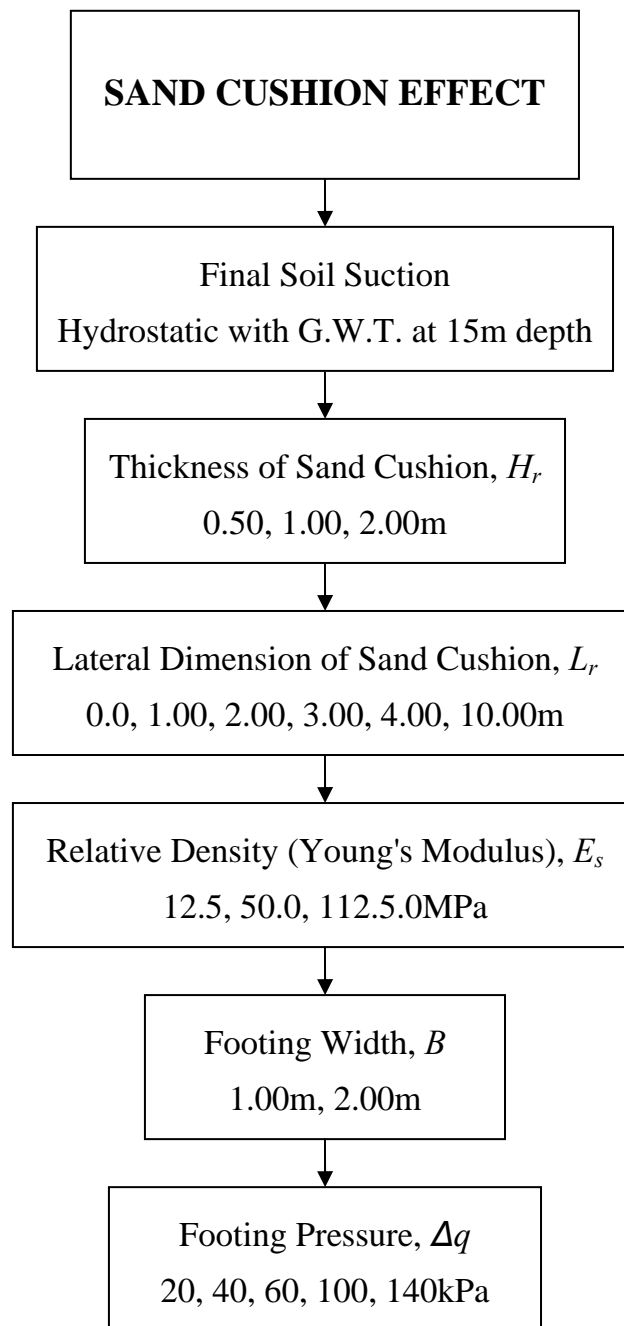 SAND CUSHION EFFECT
Final Soil Suction
Hydrostatic with G.W.T. at 15m depth
Thickness of Sand Cushion, Hr
0.50, 1.00, 2.00m
Lateral Dimension of Sand Cushion, Lr
0.0, 1.00, 2.00, 3.00, 4.00, 10.00m
Relative Density (Young's Modulus), Es
12.5, 50.0, 112.5.0MPa
Footing Width, B
1.00m, 2.00m
Footing Pressure, Δq
20, 40, 60, 100, 140kPa